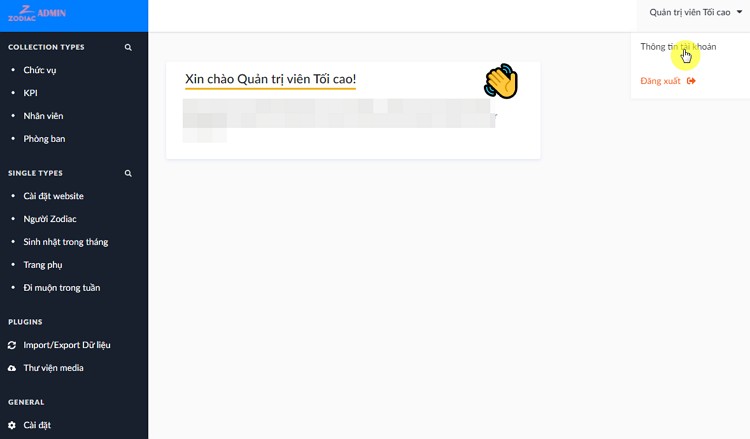 ZODIAC ADMIN
Quản trị viên Tối cao
COLLECTION TYPES
Chức vụ
KPI
Nhân viên
Phòng ban
SINGLE TYPES
Cài đặt website
Người Zodiac
Sinh nhật trong tháng
Trang phụ
Đi muộn trong tuần
PLUGINS
Import/Export Dữ liệu
Thư viện media
GENERAL
Cài đặt
Xin chào Quản trị viên Tối cao!
Thông tin tài khoản
Đăng xuất